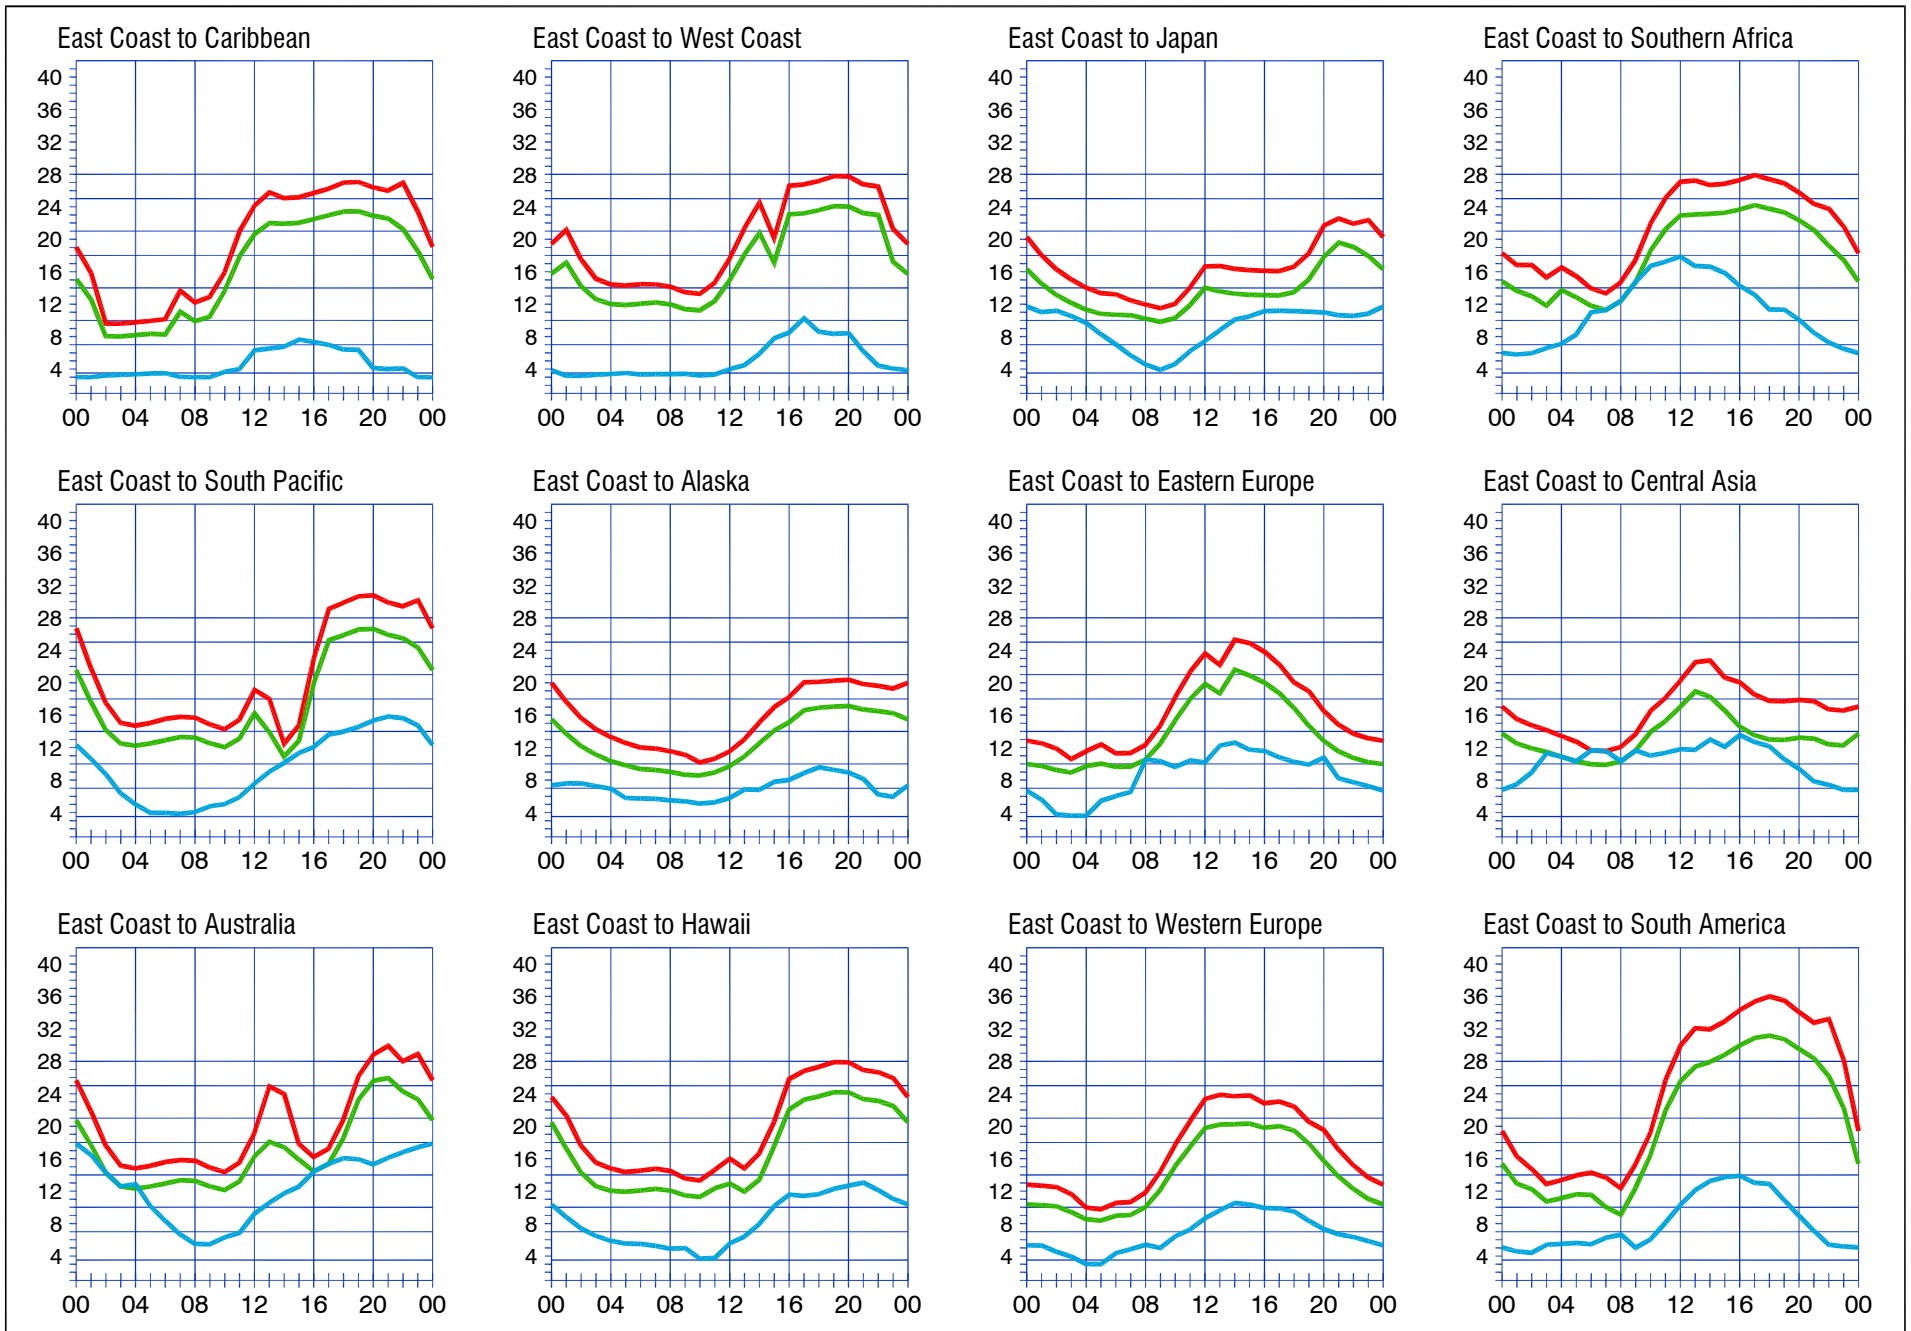 East Coast to Caribbean
East Coast to West Coast
East Coast to Japan
East Coast to Southern Africa
40 40 40 40
36 36 36 36
32 32 32 32
28 28 28 28
24 24 24 24
20 20 20 20
16 16 16 16
12 12 12 12
8 8 8 8
4 4 4 4
00 04 08 12 16 20 00 00 04 08 12 16 20 00 00 04 08 12 16 20 00 00 04 08 12 16 20 00
East Coast to South Pacific
East Coast to Alaska
East Coast to Eastern Europe
East Coast to Central Asia
40 40 40 40
36 36 36 36
32 32 32 32
28 28 28 28
24 24 24 24
20 20 20 20
16 16 16 16
12 12 12 12
8 8 8 8
4 4 4 4
00 04 08 12 16 20 00 00 04 08 12 16 20 00 00 04 08 12 16 20 00 00 04 08 12 16 20 00
East Coast to Australia
East Coast to Hawaii
East Coast to Western Europe
East Coast to South America
40 40 40 40
36 36 36 36
32 32 32 32
28 28 28 28
24 24 24 24
20 20 20 20
16 16 16 16
12 12 12 12
8 8 8 8
4 4 4 4
00 04 08 12 16 20 00 00 04 08 12 16 20 00 00 04 08 12 16 20 00 00 04 08 12 16 20 00